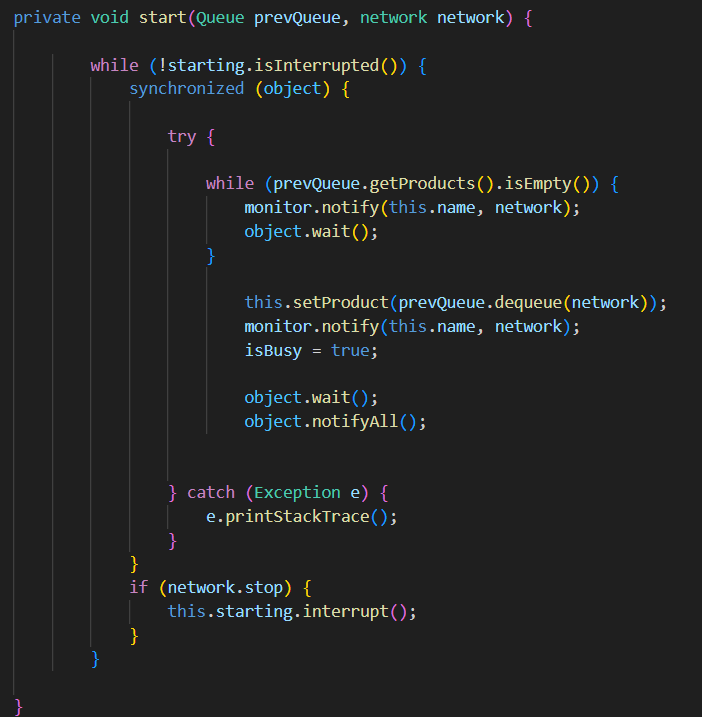 private void start(Queue prevQueue, network network) {
while (!starting.isInterrupted()) {
synchronized (object) {
try {
while (prevQueue.getProducts().isEmpty()) {
monitor.notify(this.name, network);
object.wait();
}
this.setProduct(prevQueue.dequeue(network));
monitor.notify(this.name, network);
isBusy = true;
object.wait();
object.notifyAll();
} catch (Exception e) {
e.printStackTrace();
}
}
if (network.stop) {
this.starting.interrupt();
}
}
}